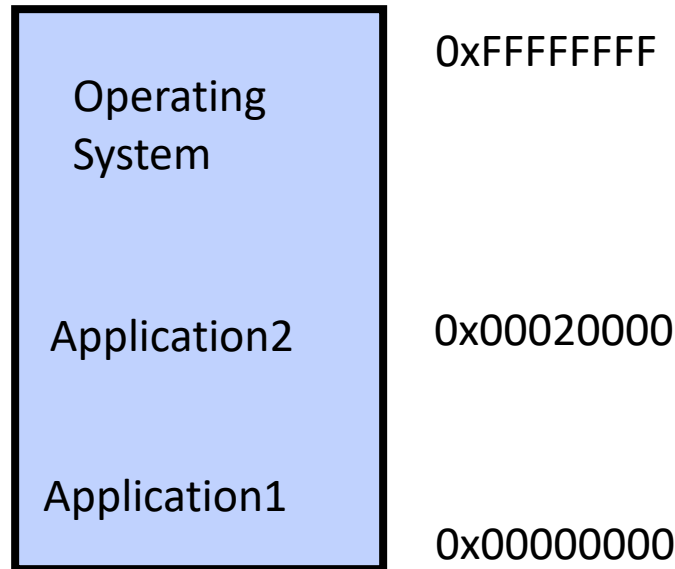 0xFFFFFFFF
Operating
System
Application2
0x00020000
Application1
0x00000000